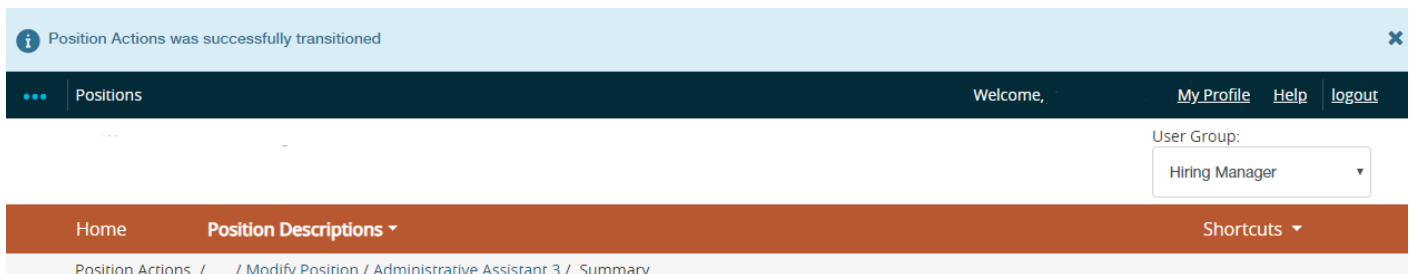 Position Actions was successfully transitioned
Positions Welcome, My Profile Help logout
User Group:
Hiring Manager
Home Position Descriptions Shortcuts
Position Actions / / Modify Position / Administrative Assistant 3 / Summary